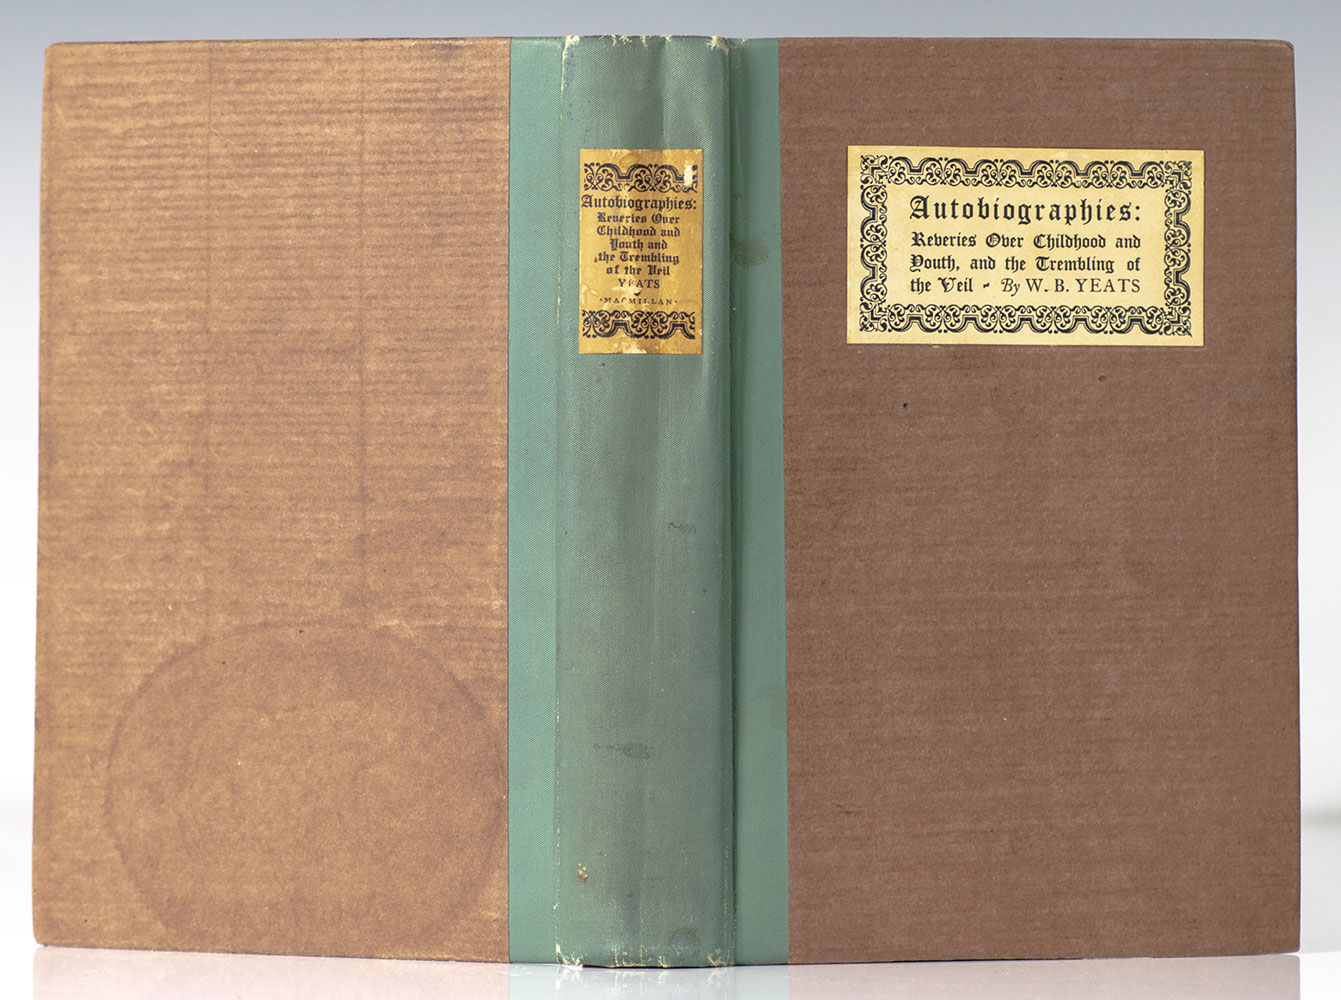 Autobiographies:
Reveries Over
Childhood and
Youth and
the Trembling
of the Veil
YEATS
·MACMILLAN·
Autobiographies:
Reveries Over Childhood and
Youth, and the Trembling of
the Veil - By W. B. YEATS